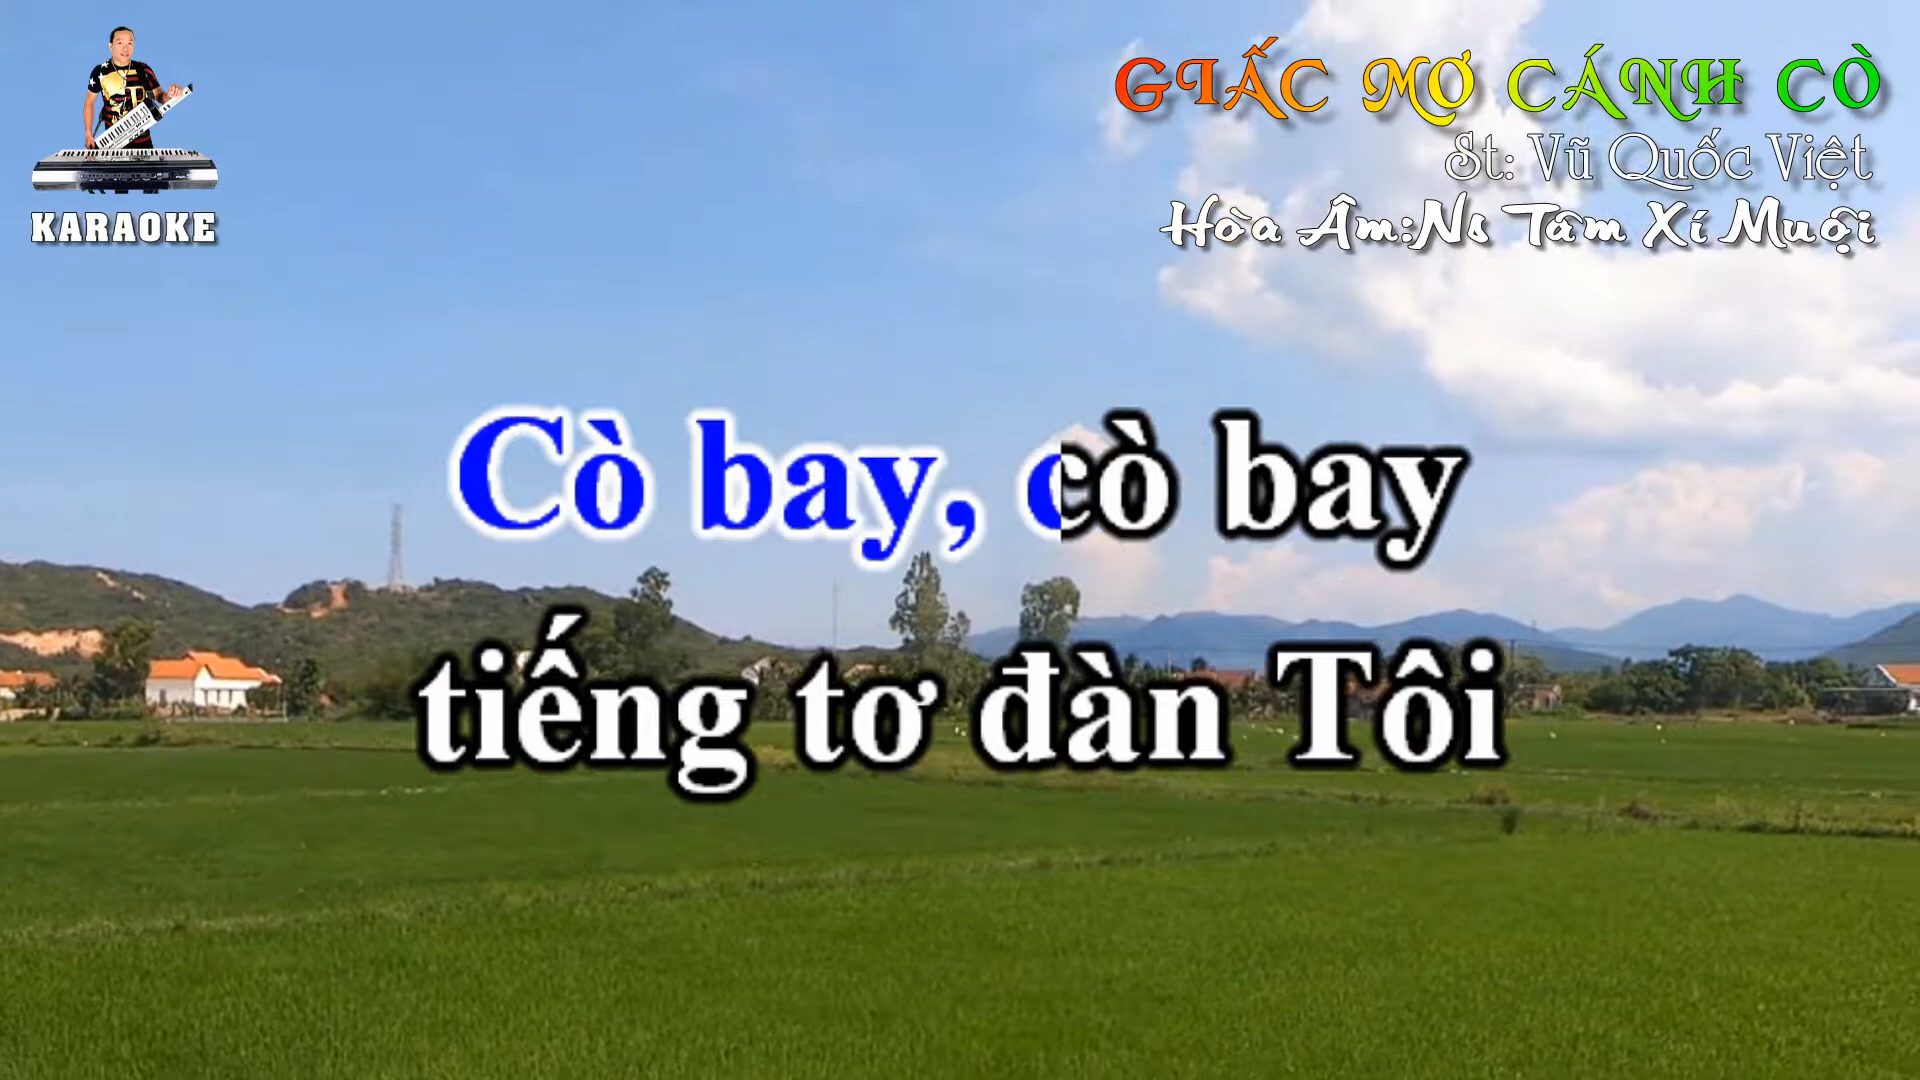 GIẤC MƠ CÁNH CÒ
St: Vũ Quốc Việt
Hòa Âm:Ns Tâm Xí Muội
KARAOKE
Cò bay, cò bay
tiếng tơ đàn Tôi